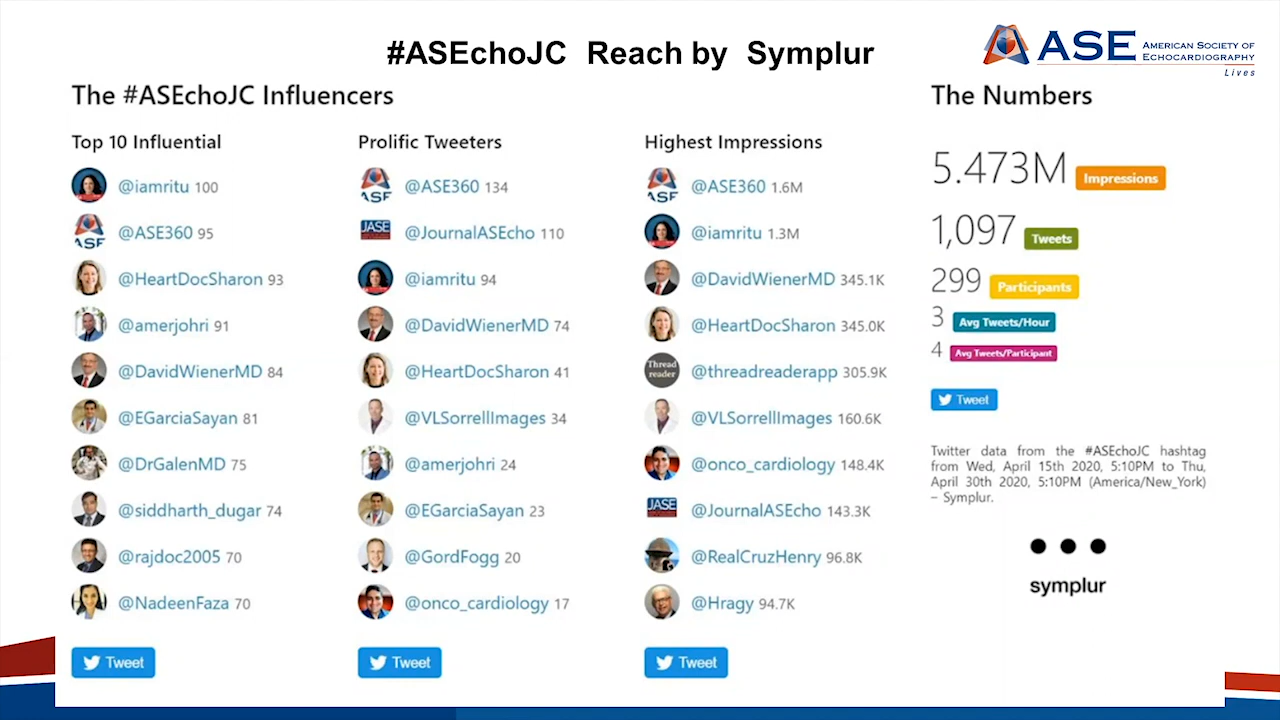 #ASEchoJC Reach by Symplur
ASE AMERICAN SOCIETY OF
ECHOCARDIOGRAPHY
Lives
The #ASEchoJC Influencers
Top 10 Influential
@iamritu 100
ASE
@ASE360 95
@HeartDocSharon 93
@amerjohri 91
@DavidWienerMD 84
@EGarciaSayan 81
@DrGalenMD 75
@siddharth_dugar 74
@rajdoc2005 70
@NadeenFaza 70
Tweet
Prolific Tweeters
ASE
@ASE360 134
JASE
@JournalASEcho 110
@iamritu 94
@DavidWienerMD 74
@HeartDocSharon 41
@VLSorrellImages 34
@amerjohri 24
@EGarciaSayan 23
@GordFogg 20
@onco_cardiology 17
Tweet
Highest Impressions
ASE
@ASE360 1.6M
@iamritu 1.3M
@DavidWienerMD 345.1K
@HeartDocSharon 345.0K
Thread
reader
@threadreaderapp 305.9K
@VLSorrellImages 160.6K
@onco_cardiology 148.4K
JASE
@JournalASEcho 143.3K
@RealCruzHenry 96.8K
@Hragy 94.7K
Tweet
The Numbers
5.473M Impressions
1,097 Tweets
299 Participants
3 Avg Tweets/Hour
4 Avg Tweets/Participant
Tweet
Twitter data from the #ASEchoJC hashtag
from Wed, April 15th 2020, 5:10PM to Thu,
April 30th 2020, 5:10PM (America/New_York)
– Symplur.
symplur